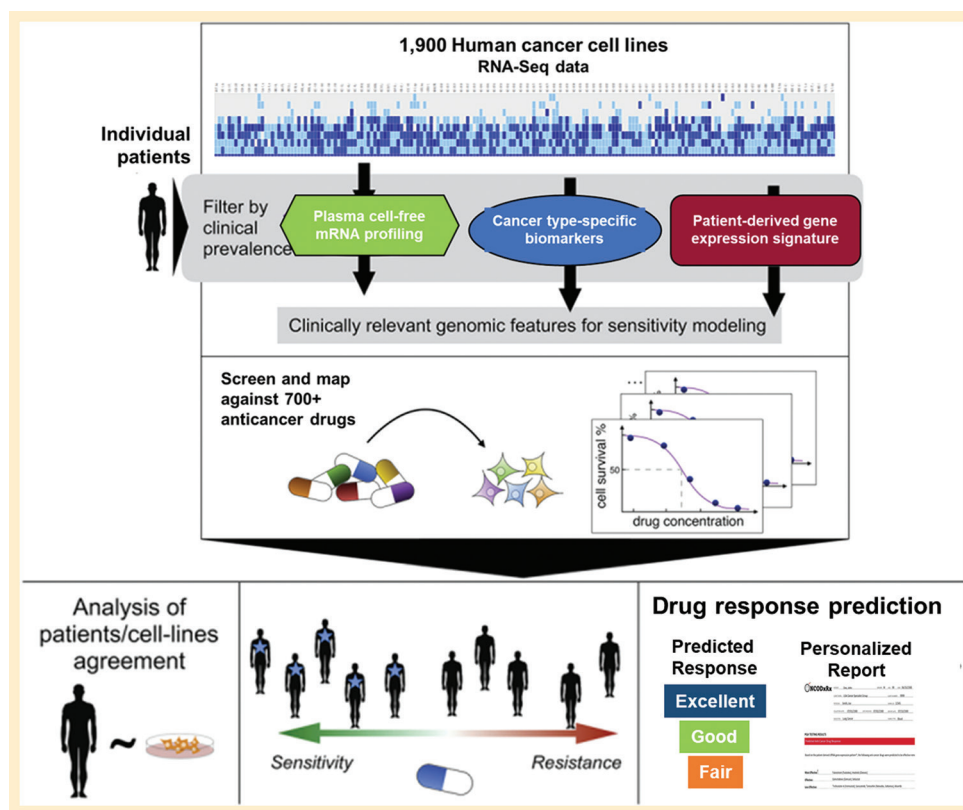 1,900 Human cancer cell lines
RNA-Seq data
Individual
patients
Filter by
clinical
prevalence
Plasma cell-free
mRNA profiling
Cancer type-specific
biomarkers
Patient-derived gene
expression signature
Clinically relevant genomic features for sensitivity modeling
Screen and map
against 700+
anticancer drugs
...
cell survival %
50
drug concentration
Analysis of
patients/cell-lines
agreement
~
Sensitivity
Resistance
Drug response prediction
Predicted
Response
Excellent
Good
Fair
Personalized
Report